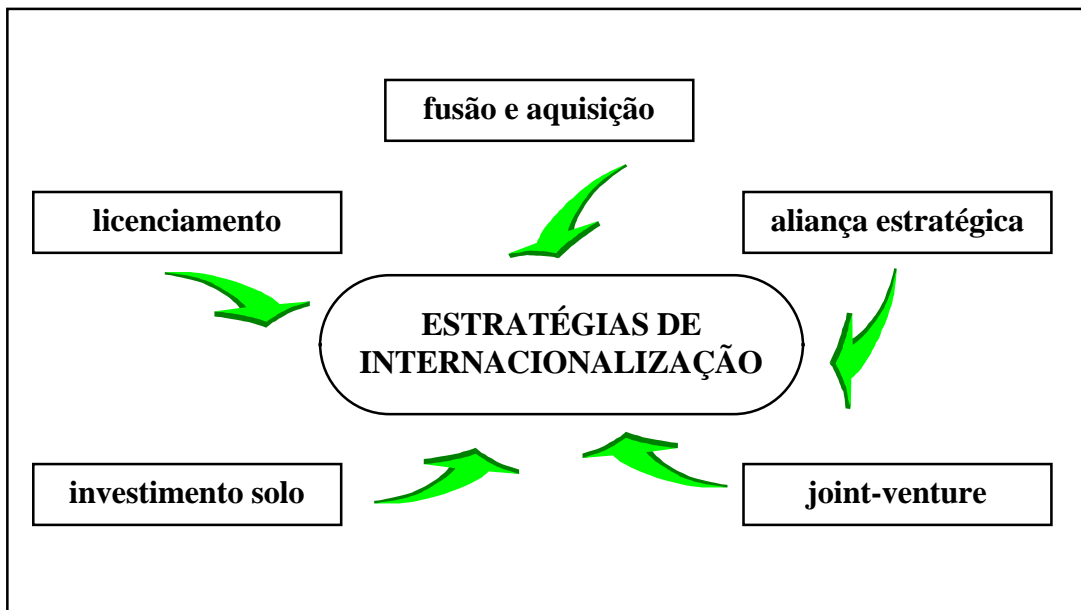 fusão e aquisição
licenciamento
aliança estratégica
ESTRATÉGIAS DE
INTERNACIONALIZAÇÃO
investimento solo
joint-venture